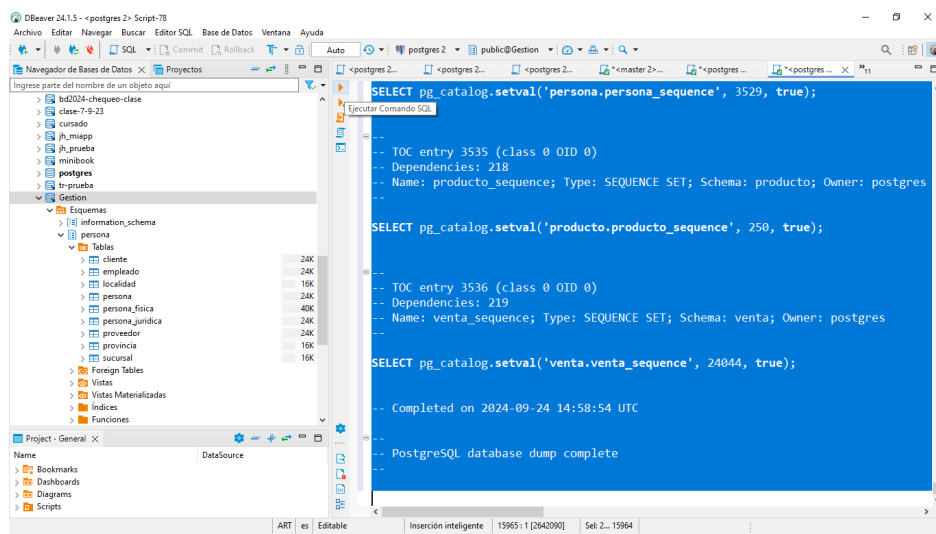 DBeaver 24.1.5 - <postgres 2> Script-78
Archivo Editar Navegar Buscar Editor SQL Base de Datos Ventana Ayuda
SQL Commit Rollback Auto postgres 2 public@Gestion
Navegador de Bases de Datos Proyectos
Ingrese parte del nombre de un objeto aquí
bd2024-chequeo-clase
clase-7-9-23
cursado
jh_miapp
jh_prueba
minibook
postgres
tr-prueba
Gestion
Esquemas
information_schema
persona
Tablas
cliente 24K
empleado 24K
localidad 16K
persona 24K
persona_fisica 40K
persona_juridica 24K
proveedor 24K
provincia 16K
sucursal 16K
Foreign Tables
Vistas
Vistas Materializadas
Índices
Funciones
Project - General
Name DataSource
Bookmarks
Dashboards
Diagrams
Scripts
<postgres 2... <postgres 2... <postgres 2... *<master 2>... *<postgres ... *<postgres ... »11
SELECT pg_catalog.setval('persona.persona_sequence', 3529, true);
Ejecutar Comando SQL
--
-- TOC entry 3535 (class 0 OID 0)
-- Dependencies: 218
-- Name: producto_sequence; Type: SEQUENCE SET; Schema: producto; Owner: postgres
--
SELECT pg_catalog.setval('producto.producto_sequence', 250, true);
--
-- TOC entry 3536 (class 0 OID 0)
-- Dependencies: 219
-- Name: venta_sequence; Type: SEQUENCE SET; Schema: venta; Owner: postgres
--
SELECT pg_catalog.setval('venta.venta_sequence', 24044, true);
-- Completed on 2024-09-24 14:58:54 UTC
--
-- PostgreSQL database dump complete
--
ART es Editable Inserción inteligente 15965 : 1 [2642090] Sel: 2... 15964